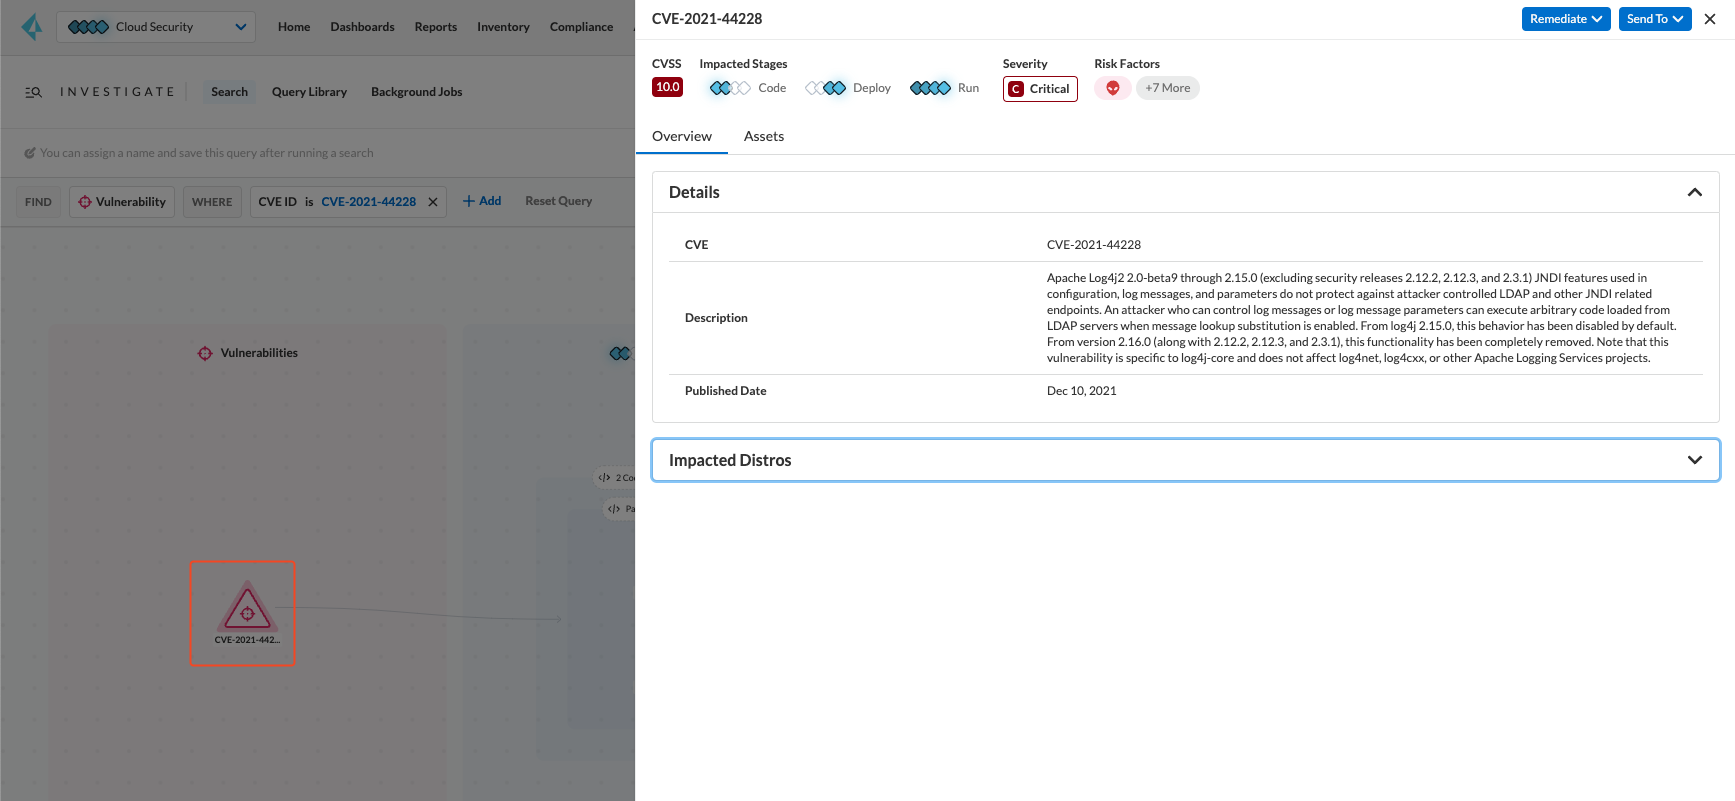 Cloud Security
Home Dashboards Reports Inventory Compliance
INVESTIGATE Search Query Library Background Jobs
You can assign a name and save this query after running a search
FIND Vulnerability WHERE CVE ID is CVE-2021-44228 Add Reset Query
Vulnerabilities
</> 2 Co
</> Pa
CVE-2021-442...
CVE-2021-44228
Remediate Send To
CVSS Impacted Stages Severity Risk Factors
10.0 Code Deploy Run C Critical +7 More
Overview Assets
Details
CVE CVE-2021-44228
Description
Apache Log4j2 2.0-beta9 through 2.15.0 (excluding security releases 2.12.2, 2.12.3, and 2.3.1) JNDI features used in
configuration, log messages, and parameters do not protect against attacker controlled LDAP and other JNDI related
endpoints. An attacker who can control log messages or log message parameters can execute arbitrary code loaded from
LDAP servers when message lookup substitution is enabled. From log4j 2.15.0, this behavior has been disabled by default.
From version 2.16.0 (along with 2.12.2, 2.12.3, and 2.3.1), this functionality has been completely removed. Note that this
vulnerability is specific to log4j-core and does not affect log4net, log4cxx, or other Apache Logging Services projects.
Published Date Dec 10, 2021
Impacted Distros